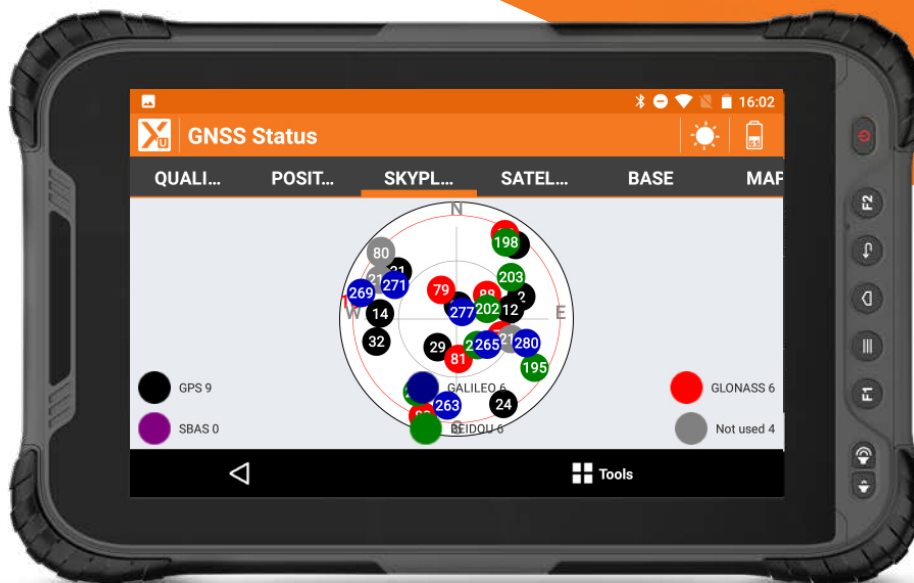 16:02
X U GNSS Status
QUALI... POSIT... SKYPL... SATEL... BASE MAP
N
198
80
203
271
269
79
277
202
12
W 14
E
32
29
265
280
81
195
GPS 9
GALILEO 6
GLONASS 6
263
24
SBAS 0
BEIDOU 6
Not used 4
S
Tools
F2
F1